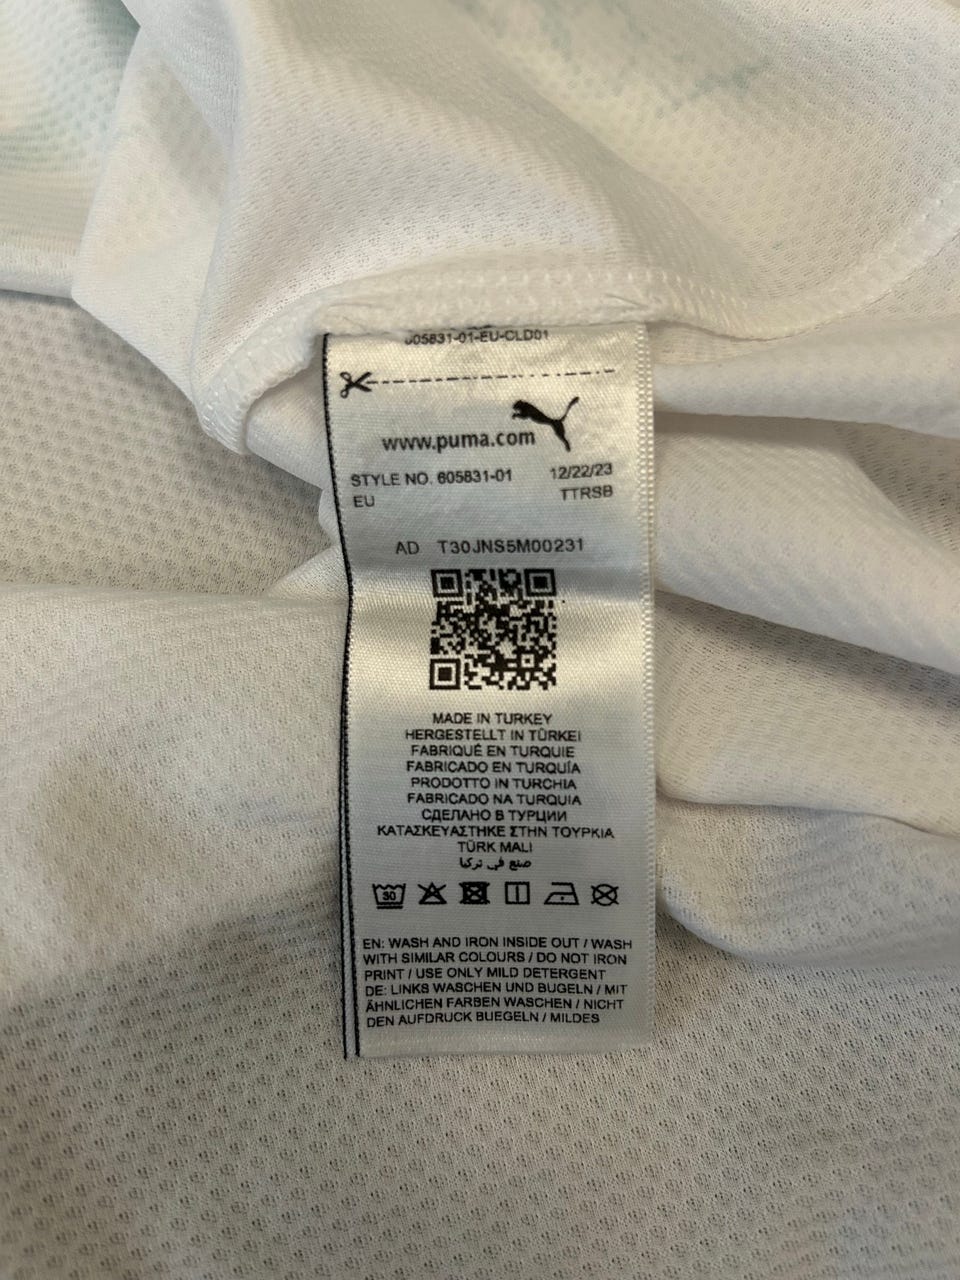 605831-01-EU-CLD01
www.puma.com
STYLE NO. 605831-01 12/22/23
EU TTRSB
AD T30JNS5M00231
MADE IN TURKEY
HERGESTELLT IN TÜRKEI
FABRIQUÉ EN TURQUIE
FABRICADO EN TURQUÍA
PRODOTTO IN TURCHIA
FABRICADO NA TURQUIA
СДЕЛАНО В ТУРЦИИ
ΚΑΤΑΣΚΕΥΑΣΤΗΚΕ ΣΤΗΝ ΤΟΥΡΚΙΑ
TÜRK MALI
صنع في تركيا
30
EN: WASH AND IRON INSIDE OUT / WASH
WITH SIMILAR COLOURS / DO NOT IRON
PRINT / USE ONLY MILD DETERGENT
DE: LINKS WASCHEN UND BUGELN / MIT
ÄHNLICHEN FARBEN WASCHEN / NICHT
DEN AUFDRUCK BUEGELN / MILDES